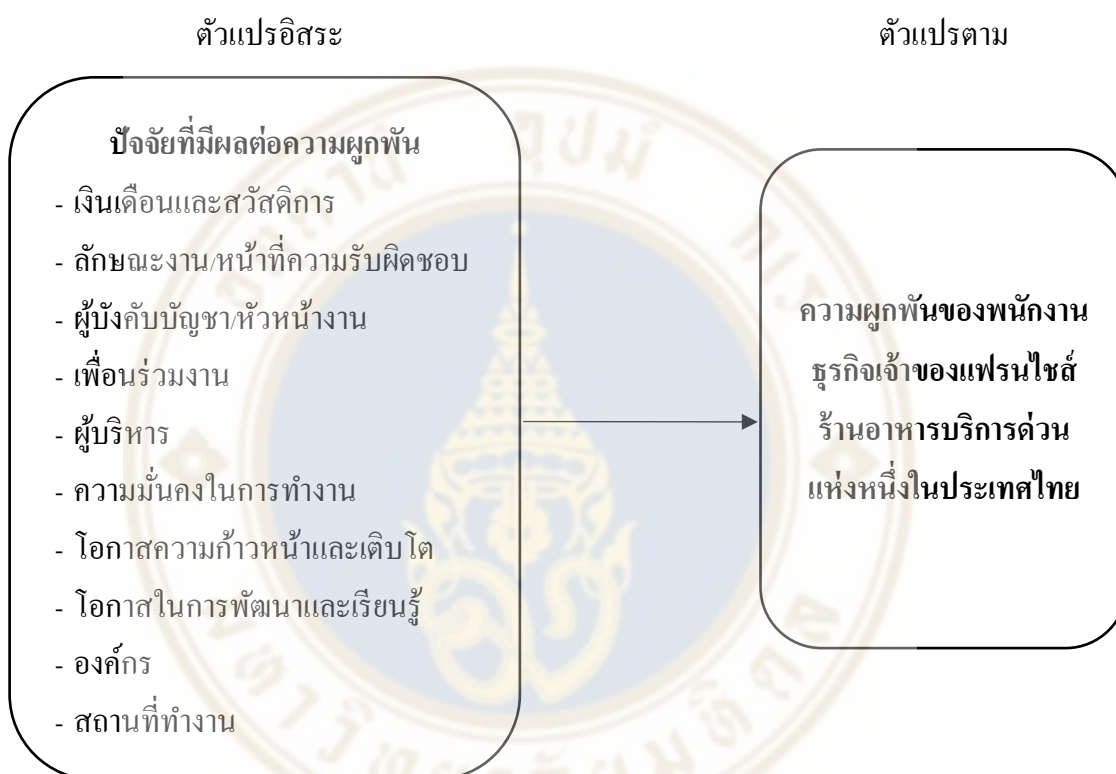 ตัวแปรอิสระ
ตัวแปรตาม
ปัจจัยที่มีผลต่อความผูกพัน
- เงินเดือนและสวัสดิการ
- ลักษณะงาน/หน้าที่ความรับผิดชอบ
- ผู้บังคับบัญชา/หัวหน้างาน
- เพื่อนร่วมงาน
- ผู้บริหาร
- ความมั่นคงในการทำงาน
- โอกาสความก้าวหน้าและเติบโต
- โอกาสในการพัฒนาและเรียนรู้
- องค์กร
- สถานที่ทำงาน
ความผูกพันของพนักงาน
ธุรกิจเจ้าของแฟรนไชส์
ร้านอาหารบริการด่วน
แห่งหนึ่งในประเทศไทย